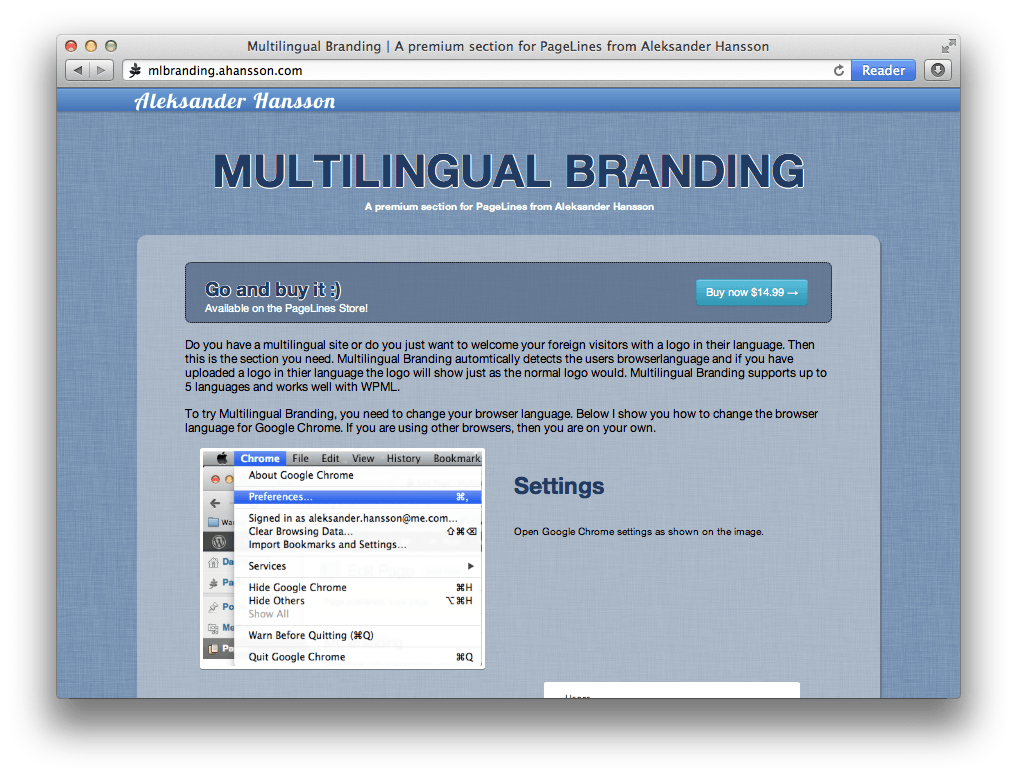 Multilingual Branding | A premium section for PageLines from Aleksander Hansson
mlbranding.ahansson.com
Reader
Aleksander Hansson
MULTILINGUAL BRANDING
A premium section for PageLines from Aleksander Hansson
Go and buy it :)
Available on the PageLines Store!
Buy now $14.99 →
Do you have a multilingual site or do you just want to welcome your foreign visitors with a logo in their language. Then
this is the section you need. Multilingual Branding automtically detects the users browserlanguage and if you have
uploaded a logo in thier language the logo will show just as the normal logo would. Multilingual Branding supports up to
5 languages and works well with WPML.
To try Multilingual Branding, you need to change your browser language. Below I show you how to change the browser
language for Google Chrome. If you are using other browsers, then you are on your own.
Chrome File Edit View History Bookmark
About Google Chrome
Preferences... ⌘,
Signed in as aleksander.hansson@me.com...
Clear Browsing Data... ⇧⌘⌫
Import Bookmarks and Settings...
Services ▶
Hide Google Chrome ⌘H
Hide Others ⌥⌘H
Show All
Warn Before Quitting (⌘Q)
Quit Google Chrome ⌘Q
Wa
Da
Pa
Po
Me
Pa
Settings
Open Google Chrome settings as shown on the image.